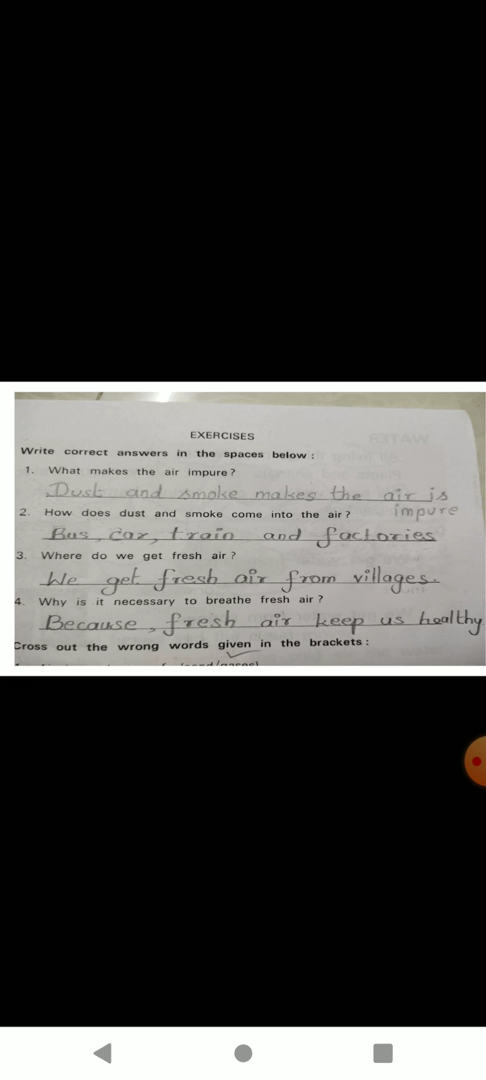 EXERCISES
Write correct answers in the spaces below :
1. What makes the air impure ?
Dust and smoke makes the air is
impure
2. How does dust and smoke come into the air ?
Bus, car, train and factories
3. Where do we get fresh air ?
We get fresh air from villages.
4. Why is it necessary to breathe fresh air ?
Because, fresh air keep us healthy
Cross out the wrong words given in the brackets :